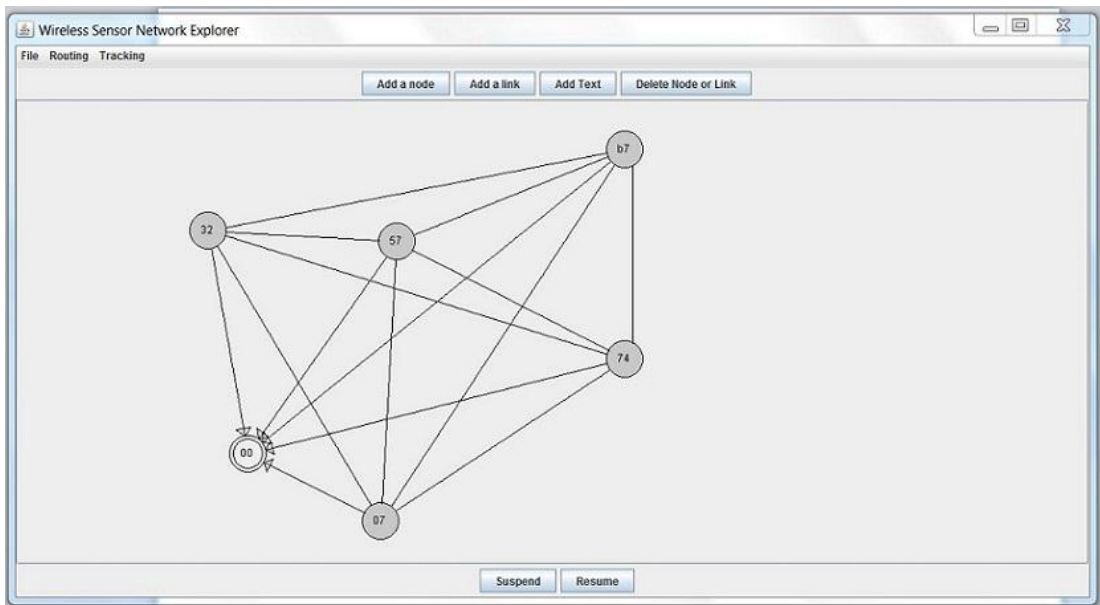 Wireless Sensor Network Explorer
File Routing Tracking
Add a node Add a link Add Text Delete Node or Link
b7
32
57
74
00
07
Suspend Resume